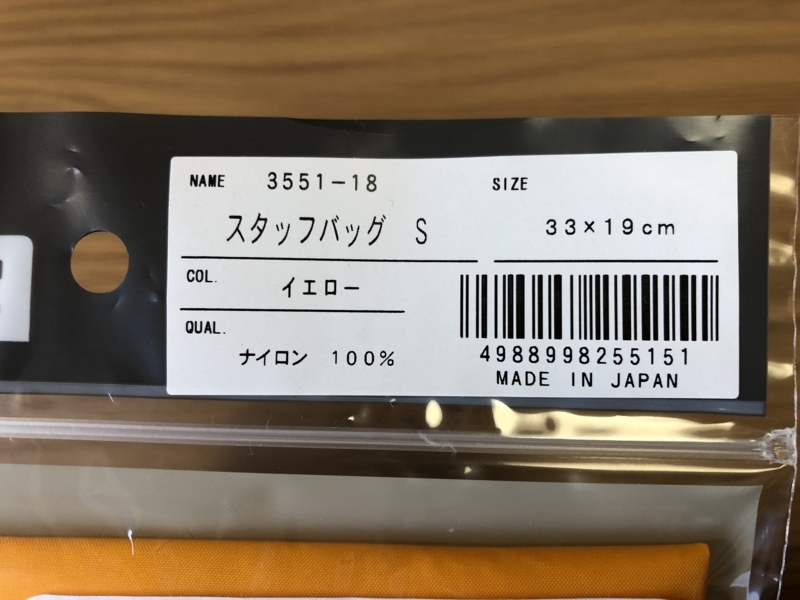 NAME 3551-18
スタッフバッグ S
SIZE
33×19cm
COL.
イエロー
QUAL.
ナイロン 100%
4988998255151
MADE IN JAPAN